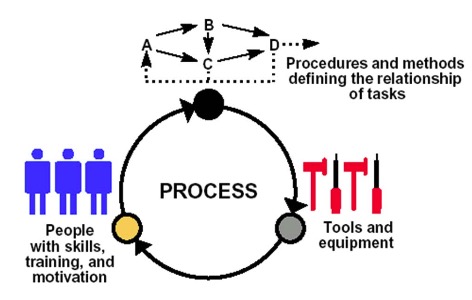 B
A
D
C
Procedures and methods
defining the relationship
of tasks
PROCESS
People
with skills,
training, and
motivation
Tools and
equipment